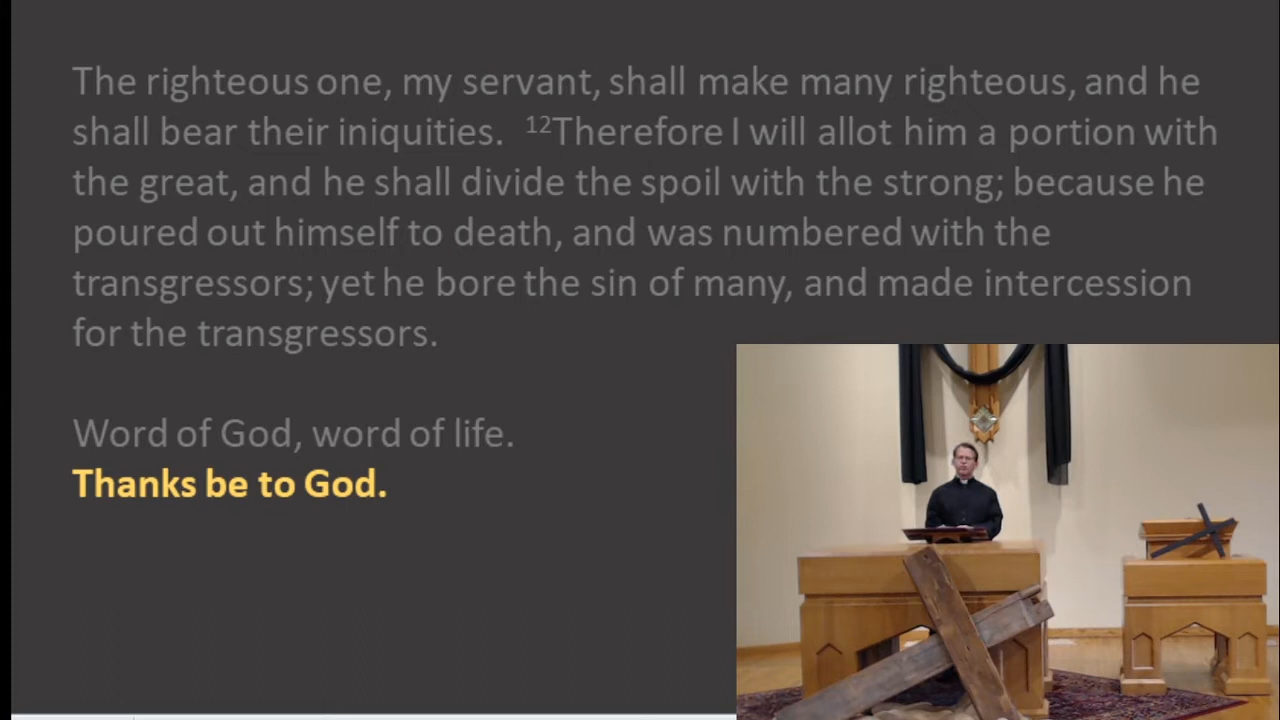 The righteous one, my servant, shall make many righteous, and he
shall bear their iniquities. ¹²Therefore I will allot him a portion with
the great, and he shall divide the spoil with the strong; because he
poured out himself to death, and was numbered with the
transgressors; yet he bore the sin of many, and made intercession
for the transgressors.
Word of God, word of life.
Thanks be to God.